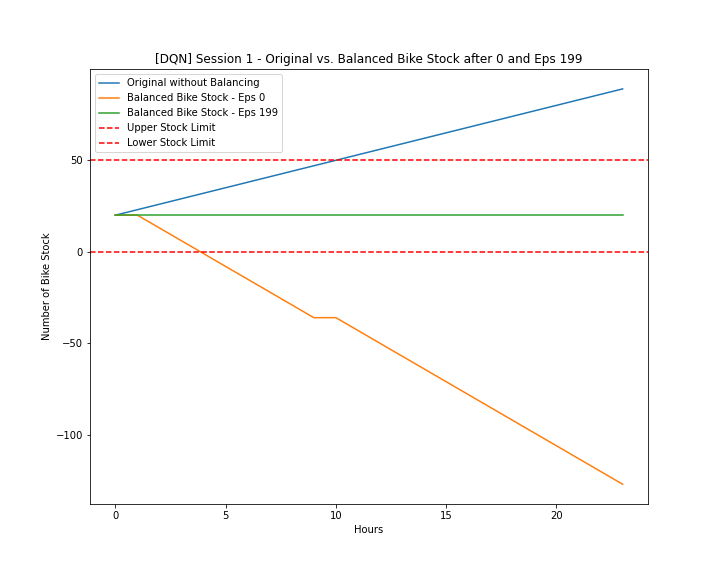 [DQN] Session 1 - Original vs. Balanced Bike Stock after 0 and Eps 199
Original without Balancing
Balanced Bike Stock - Eps 0
Balanced Bike Stock - Eps 199
Upper Stock Limit
Lower Stock Limit
50
0
−50
−100
Number of Bike Stock
0
5
10
15
20
Hours